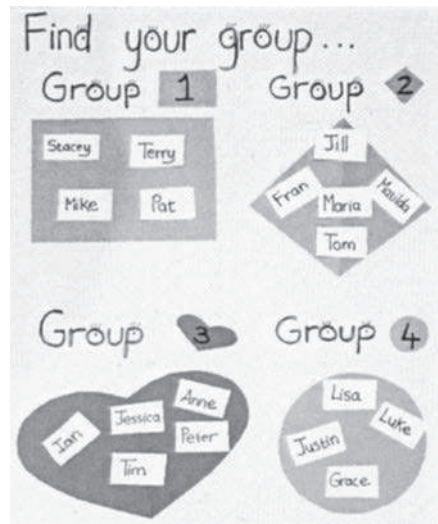 Find your group...
Group 1
Stacey Terry
Mike Pat
Group 2
Jill
Fran Maria Maulda
Tom
Group 3
Ian Jessica Anne
Peter
Tim
Group 4
Lisa
Justin Luke
Grace